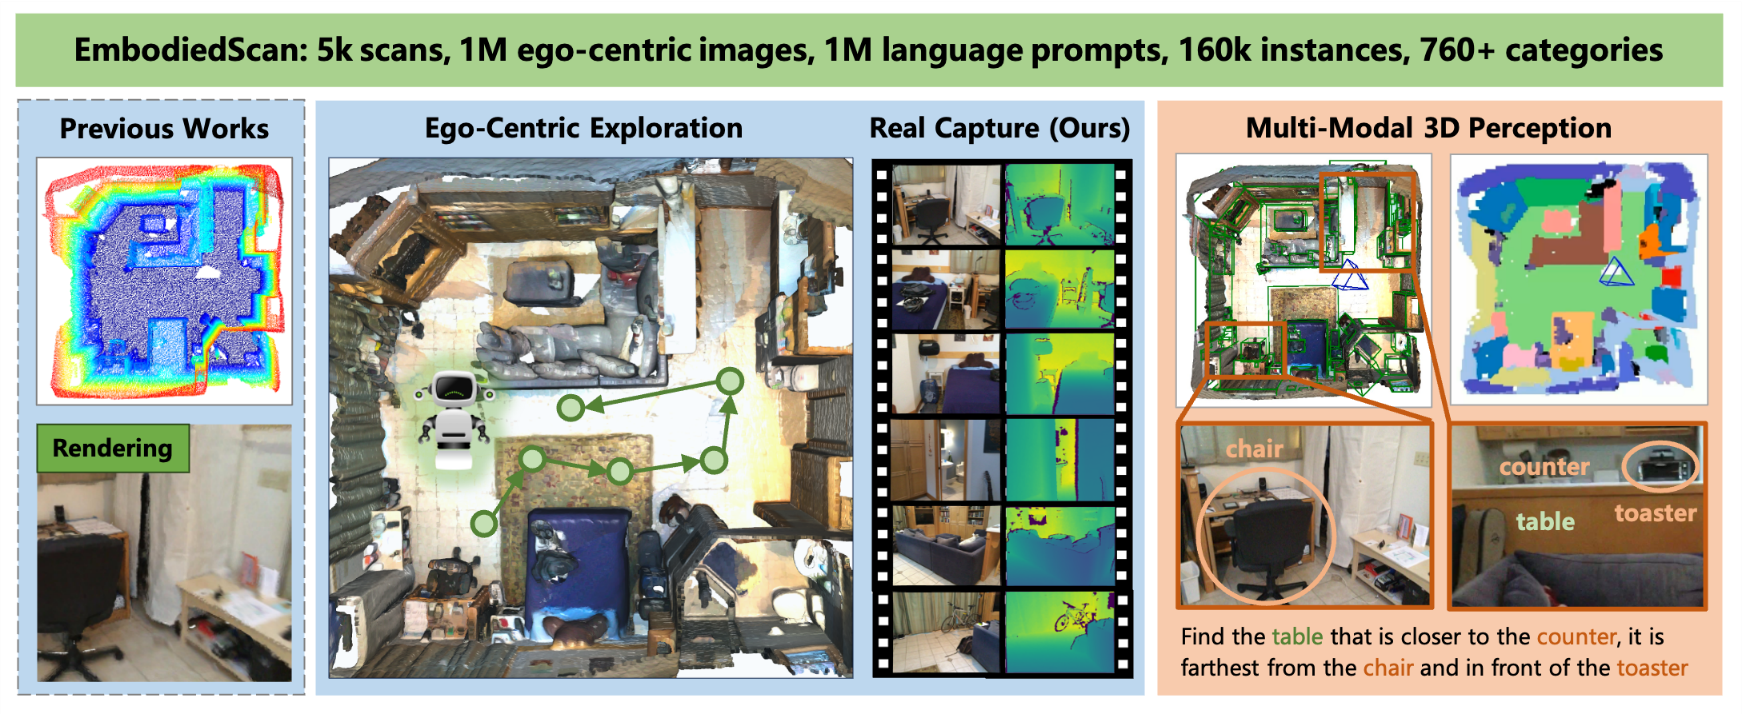 EmbodiedScan: 5k scans, 1M ego-centric images, 1M language prompts, 160k instances, 760+ categories
Previous Works
Rendering
Ego-Centric Exploration
Real Capture (Ours)
Multi-Modal 3D Perception
chair
counter
table
toaster
Find the table that is closer to the counter, it is
farthest from the chair and in front of the toaster